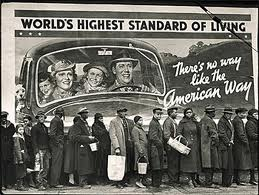 WORLD'S HIGHEST STANDARD OF LIVING
There's no way
like the
American Way